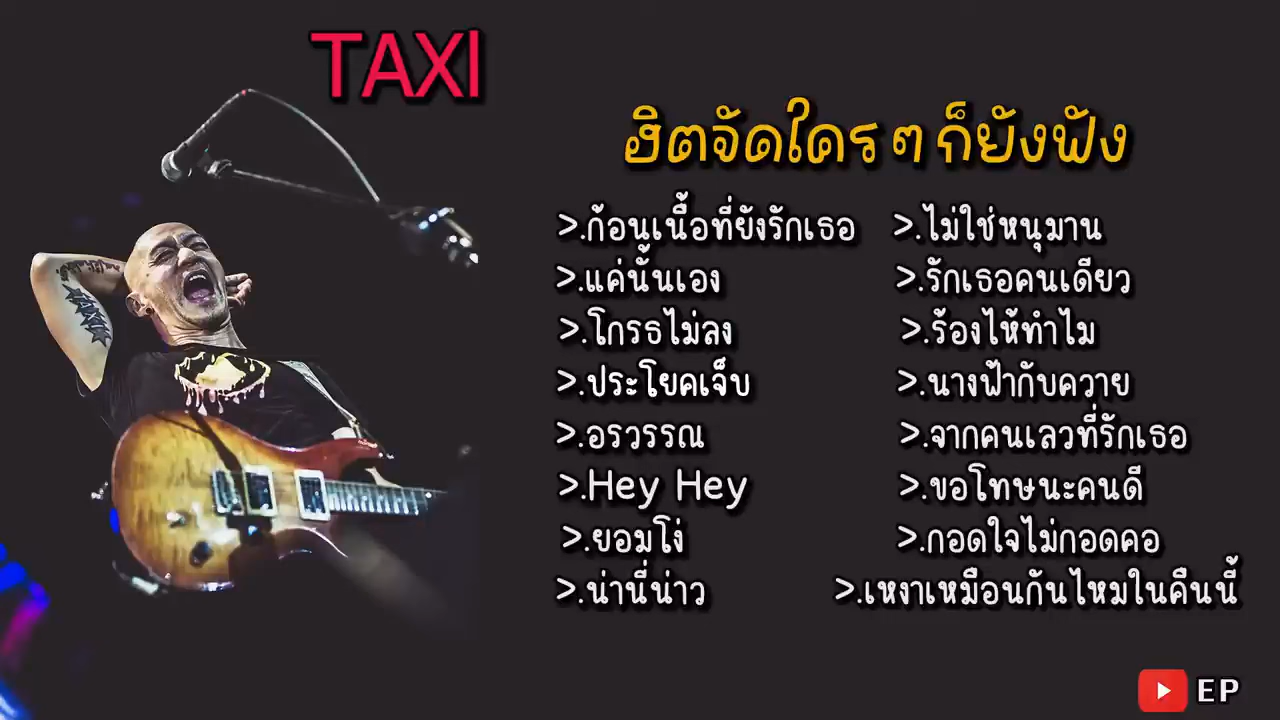 TAXI
ฮิตจัดใคร ๆ ก็ยังฟัง
>.ก้อนเนื้อที่ยังรักเธอ
>.แค่นั้นเอง
>.โกรธไม่ลง
>.ประโยคเจ็บ
>.อรวรรณ
>.Hey Hey
>.ยอมโง่
>.น่านี่น่าว
>.ไม่ใช่หนุมาน
>.รักเธอคนเดียว
>.ร้องไห้ทำไม
>.นางฟ้ากับควาย
>.จากคนเลวที่รักเธอ
>.ขอโทษนะคนดี
>.กอดใจไม่กอดคอ
>.เหงาเหมือนกันไหมในคืนนี้
EP